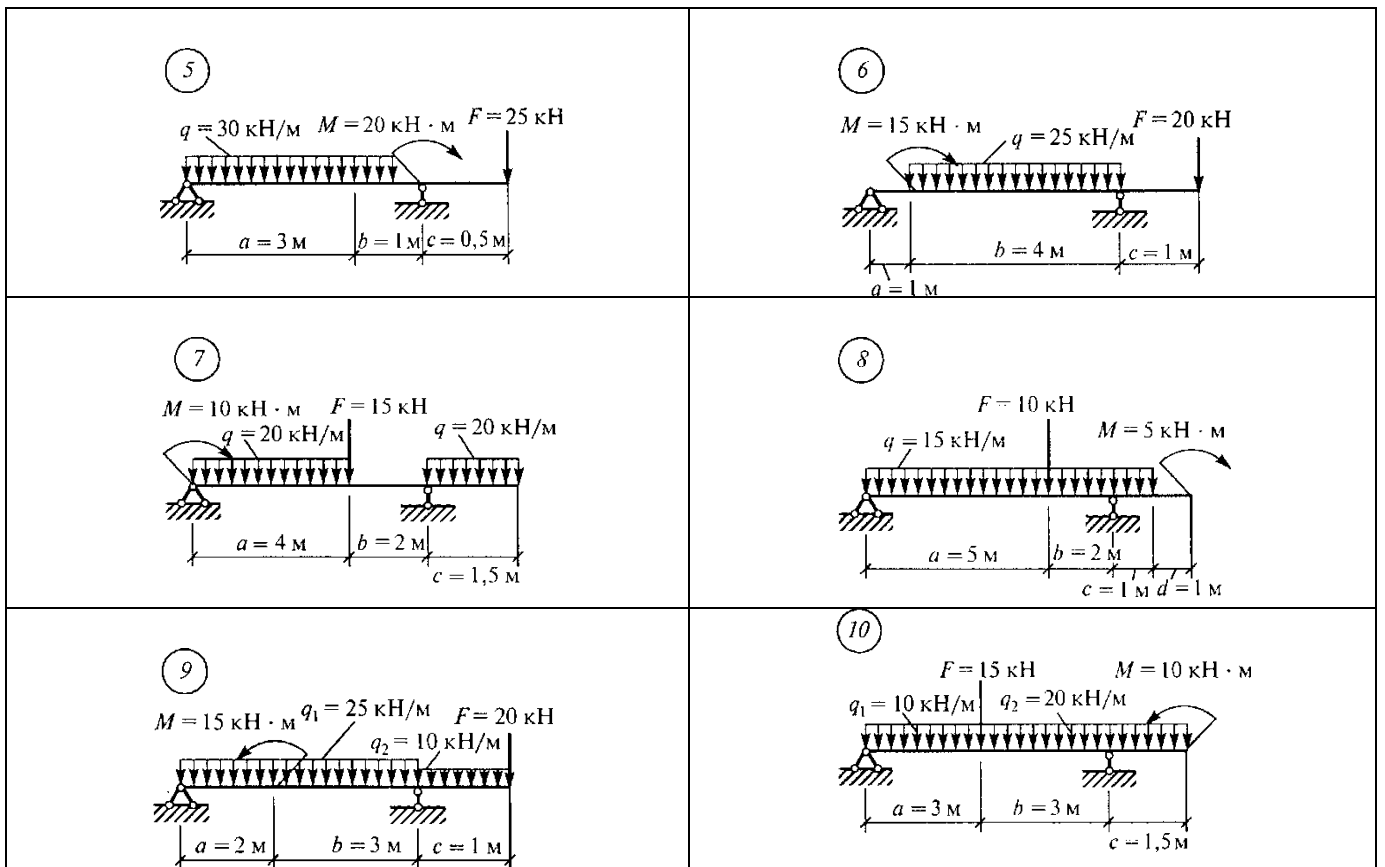 5
q = 30 кН/м M = 20 кН · м F = 25 кН
a = 3 м b = 1 м c = 0,5 м
6
M = 15 кН · м q = 25 кН/м F = 20 кН
b = 4 м c = 1 м
a = 1 м
7
M = 10 кН · м F = 15 кН
q = 20 кН/м q = 20 кН/м
a = 4 м b = 2 м
c = 1,5 м
8
F = 10 кН
q = 15 кН/м M = 5 кН · м
a = 5 м b = 2 м
c = 1 м d = 1 м
9
M = 15 кН · м q₁ = 25 кН/м F = 20 кН
q₂ = 10 кН/м
a = 2 м b = 3 м c = 1 м
10
F = 15 кН M = 10 кН · м
q₁ = 10 кН/м q₂ = 20 кН/м
a = 3 м b = 3 м
c = 1,5 м